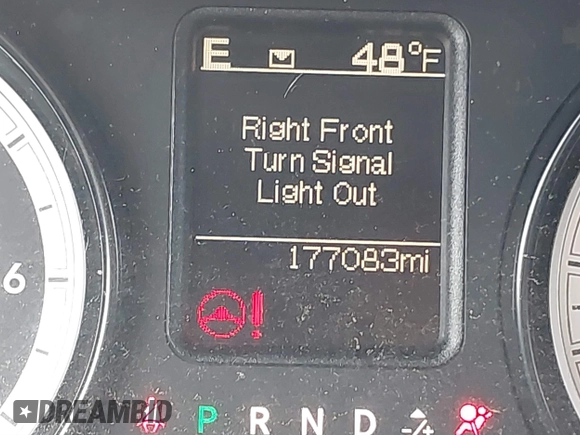 E 48°F
Right Front
Turn Signal
Light Out
177083mi
6
!
P R N D
DREAMBID